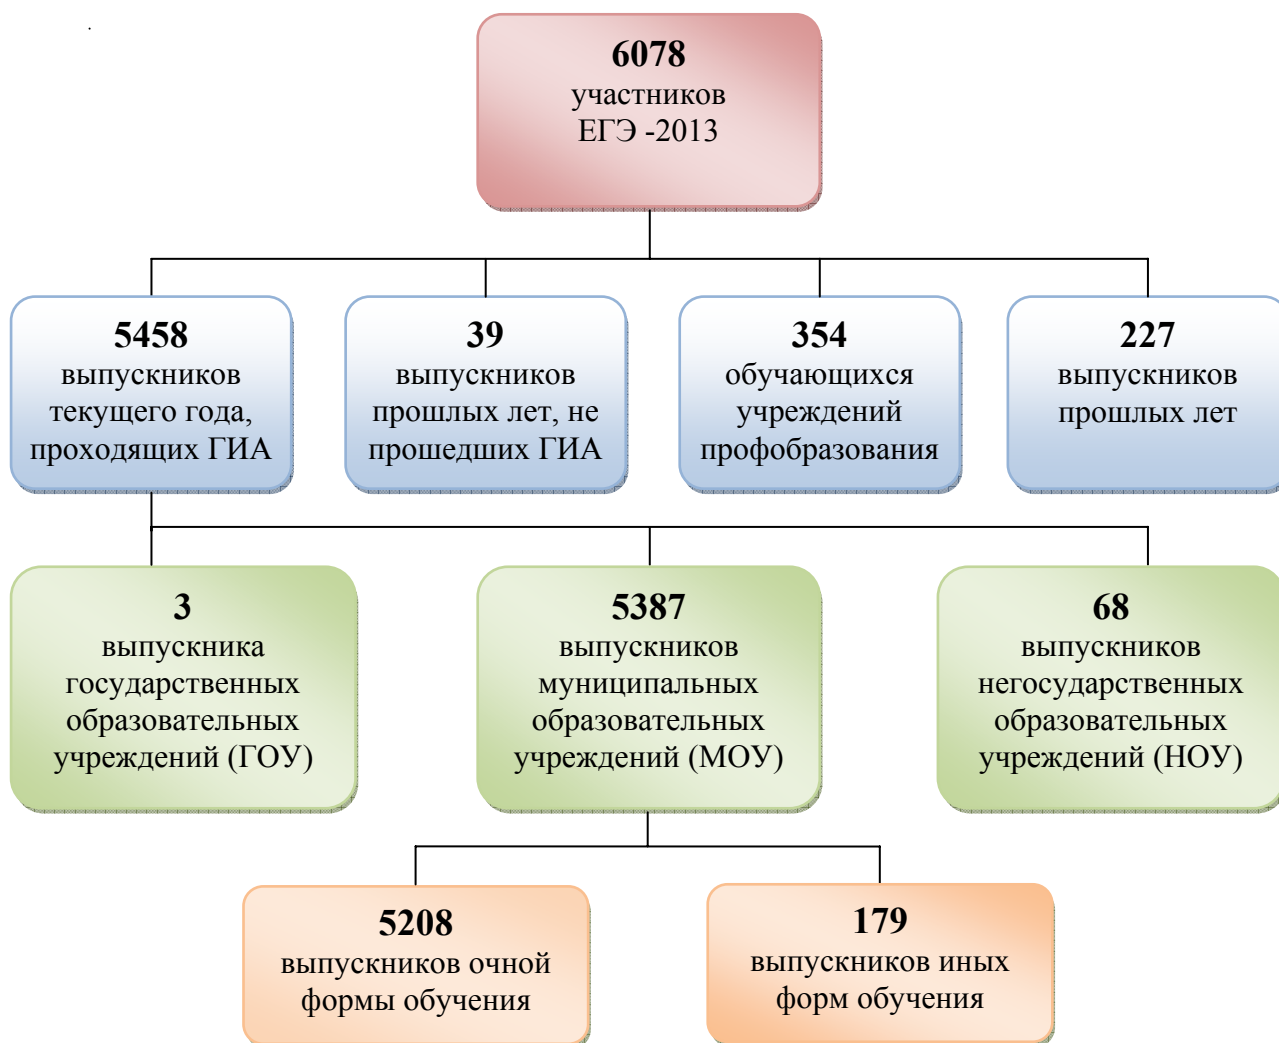 6078
участников
ЕГЭ -2013
5458
выпускников
текущего года,
проходящих ГИА
39
выпускников
прошлых лет, не
прошедших ГИА
354
обучающихся
учреждений
профобразования
227
выпускников
прошлых лет
3
выпускника
государственных
образовательных
учреждений (ГОУ)
5387
выпускников
муниципальных
образовательных
учреждений (МОУ)
68
выпускников
негосударственных
образовательных
учреждений (НОУ)
5208
выпускников очной
формы обучения
179
выпускников иных
форм обучения